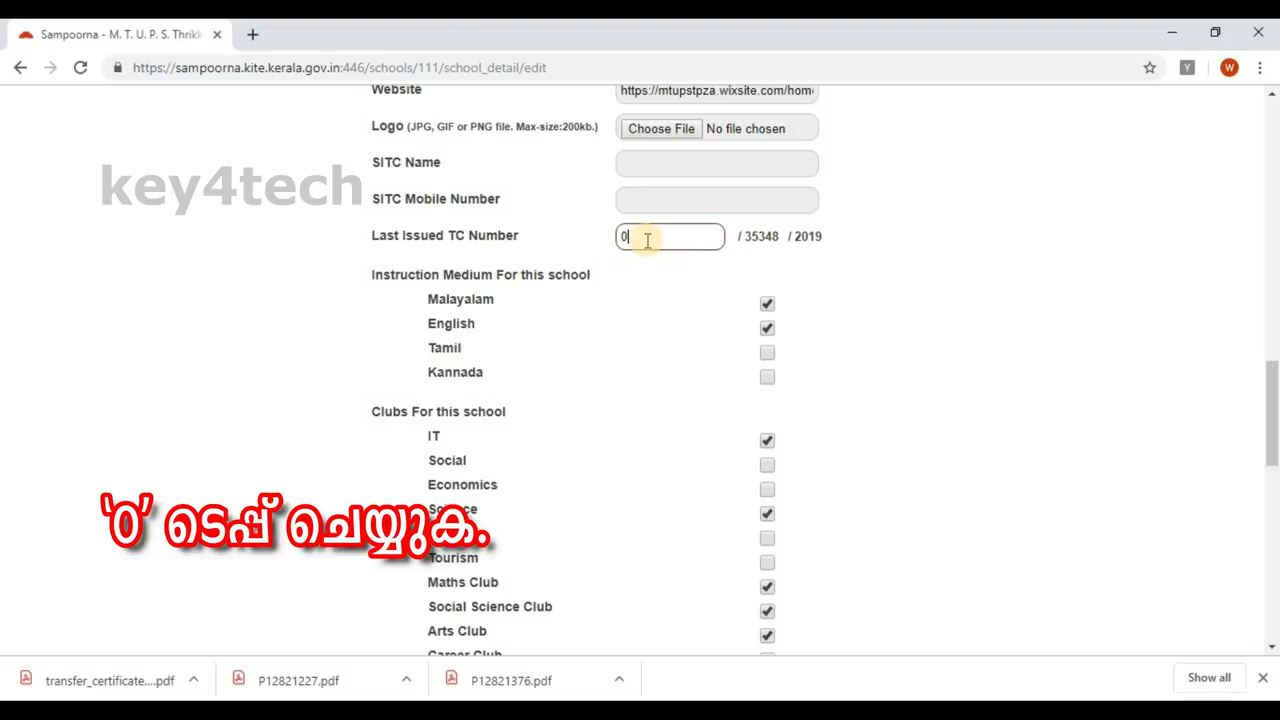 Sampoorna - M. T. U. P. S. Thrikk
https://sampoorna.kite.kerala.gov.in:446/schools/111/school_detail/edit
Y
W
Website https://mtupstpza.wixsite.com/hom
Logo (JPG, GIF or PNG file. Max-size:200kb.) Choose File No file chosen
key4tech
SITC Name
SITC Mobile Number
Last Issued TC Number 0 / 35348 / 2019
Instruction Medium For this school
Malayalam
English
Tamil
Kannada
Clubs For this school
IT
Social
Economics
Science
'0' ടൈപ്പ് ചെയ്യുക.
Tourism
Maths Club
Social Science Club
Arts Club
Career Club
transfer_certificate....pdf P12821227.pdf P12821376.pdf Show all